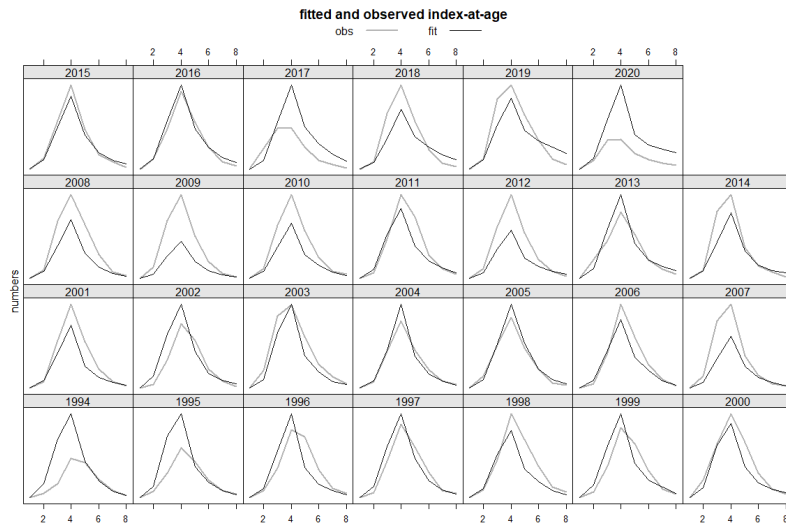 fitted and observed index-at-age
obs fit
2 4 6 8 2 4 6 8 2 4 6 8
2015 2016 2017 2018 2019 2020
2008 2009 2010 2011 2012 2013 2014
numbers
2001 2002 2003 2004 2005 2006 2007
1994 1995 1996 1997 1998 1999 2000
2 4 6 8 2 4 6 8 2 4 6 8 2 4 6 8